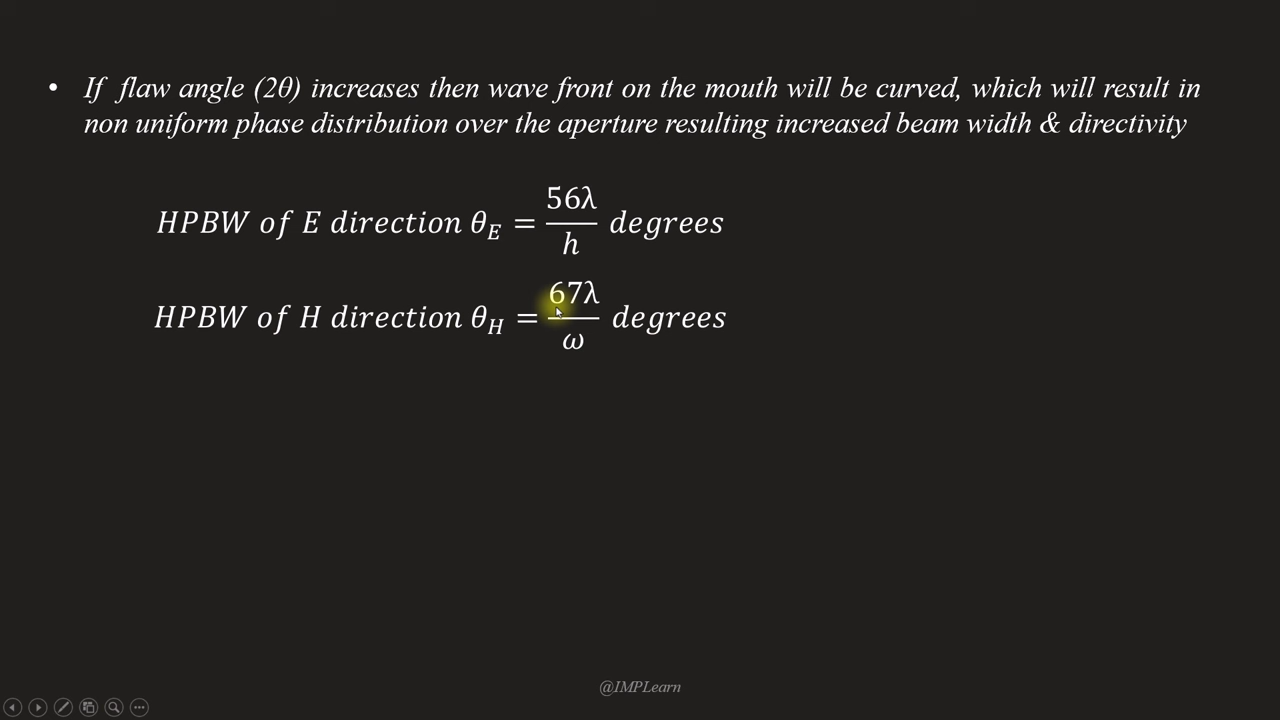 • If flaw angle (2θ) increases then wave front on the mouth will be curved, which will result in
non uniform phase distribution over the aperture resulting increased beam width & directivity
HPBW of E direction θ_E = 56λ/h degrees
HPBW of H direction θ_H = 67λ/ω degrees
@IMPLearn